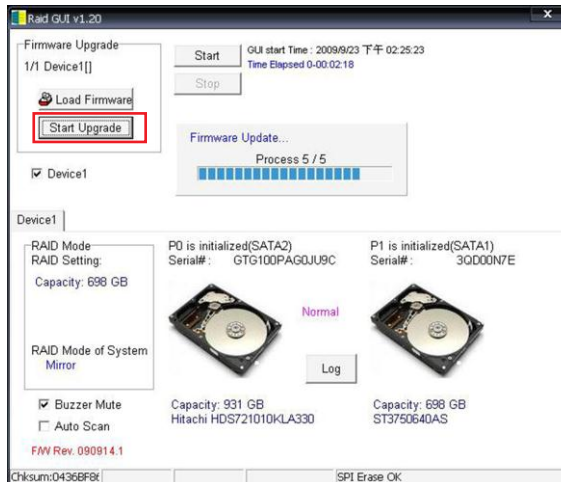 Raid GUI v1.20
x
Firmware Upgrade
1/1 Device1[]
Load Firmware
Start Upgrade
Start
Stop
GUI start Time : 2009/9/23 下午 02:25:23
Time Elapsed 0-00:02:18
Firmware Update...
Process 5 / 5
Device1
Device1
RAID Mode
RAID Setting:
Capacity: 698 GB
RAID Mode of System
Mirror
P0 is initialized(SATA2)
Serial# : GTG100PAG0JU9C
Normal
Log
Capacity: 931 GB
Hitachi HDS721010KLA330
P1 is initialized(SATA1)
Serial# : 3QD00N7E
Capacity: 698 GB
ST3750640AS
Buzzer Mute
Auto Scan
F/W Rev. 090914.1
Chksum:0436BF8
SPI Erase OK